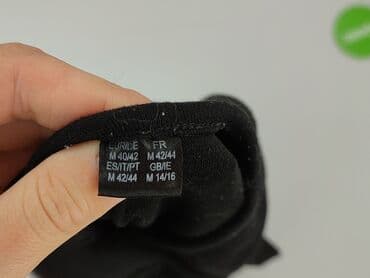 EUR/DE FR
M 40/42 M 42/44
ES/IT/PT GB/IE
M 42/44 M 14/16